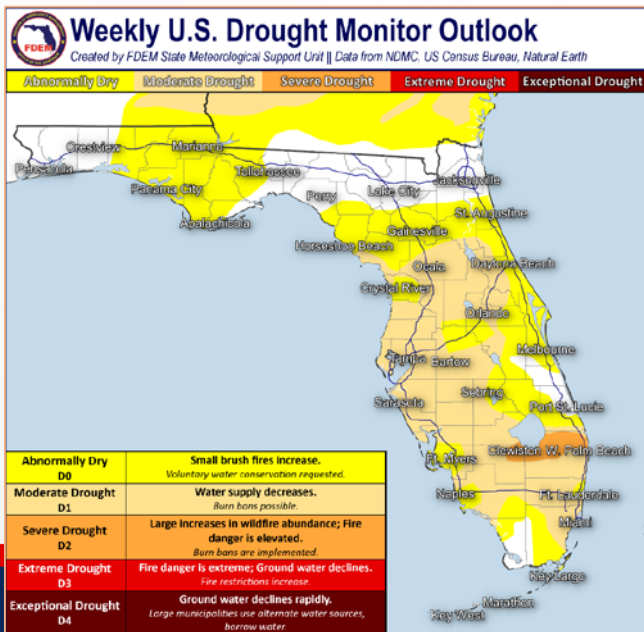 FDEM
Weekly U.S. Drought Monitor Outlook
Created by FDEM State Meteorological Support Unit || Data from NDMC, US Census Bureau, Natural Earth
Abnormally Dry Moderate Drought Severe Drought Extreme Drought Exceptional Drought
Crestview Marianna
Pensacola Tallahassee Jacksonville
Panama City Perry Lake City
Apalachicola St. Augustine
Gainesville
Horseshoe Beach
Ocala Daytona Beach
Crystal River
Orlando
Melbourne
Tampa Bartow
Sebring
Sarasota Port St. Lucie
Clewiston W. Palm Beach
Ft. Myers
Naples Ft. Lauderdale
Miami
Key Largo
Marathon
Key West
Abnormally Dry
D0
Small brush fires increase.
Voluntary water conservation requested.
Moderate Drought
D1
Water supply decreases.
Burn bans possible.
Severe Drought
D2
Large increases in wildfire abundance; Fire
danger is elevated.
Burn bans are implemented.
Extreme Drought
D3
Fire danger is extreme; Ground water declines.
Fire restrictions increase.
Exceptional Drought
D4
Ground water declines rapidly.
Large municipalities use alternate water sources,
borrow water.